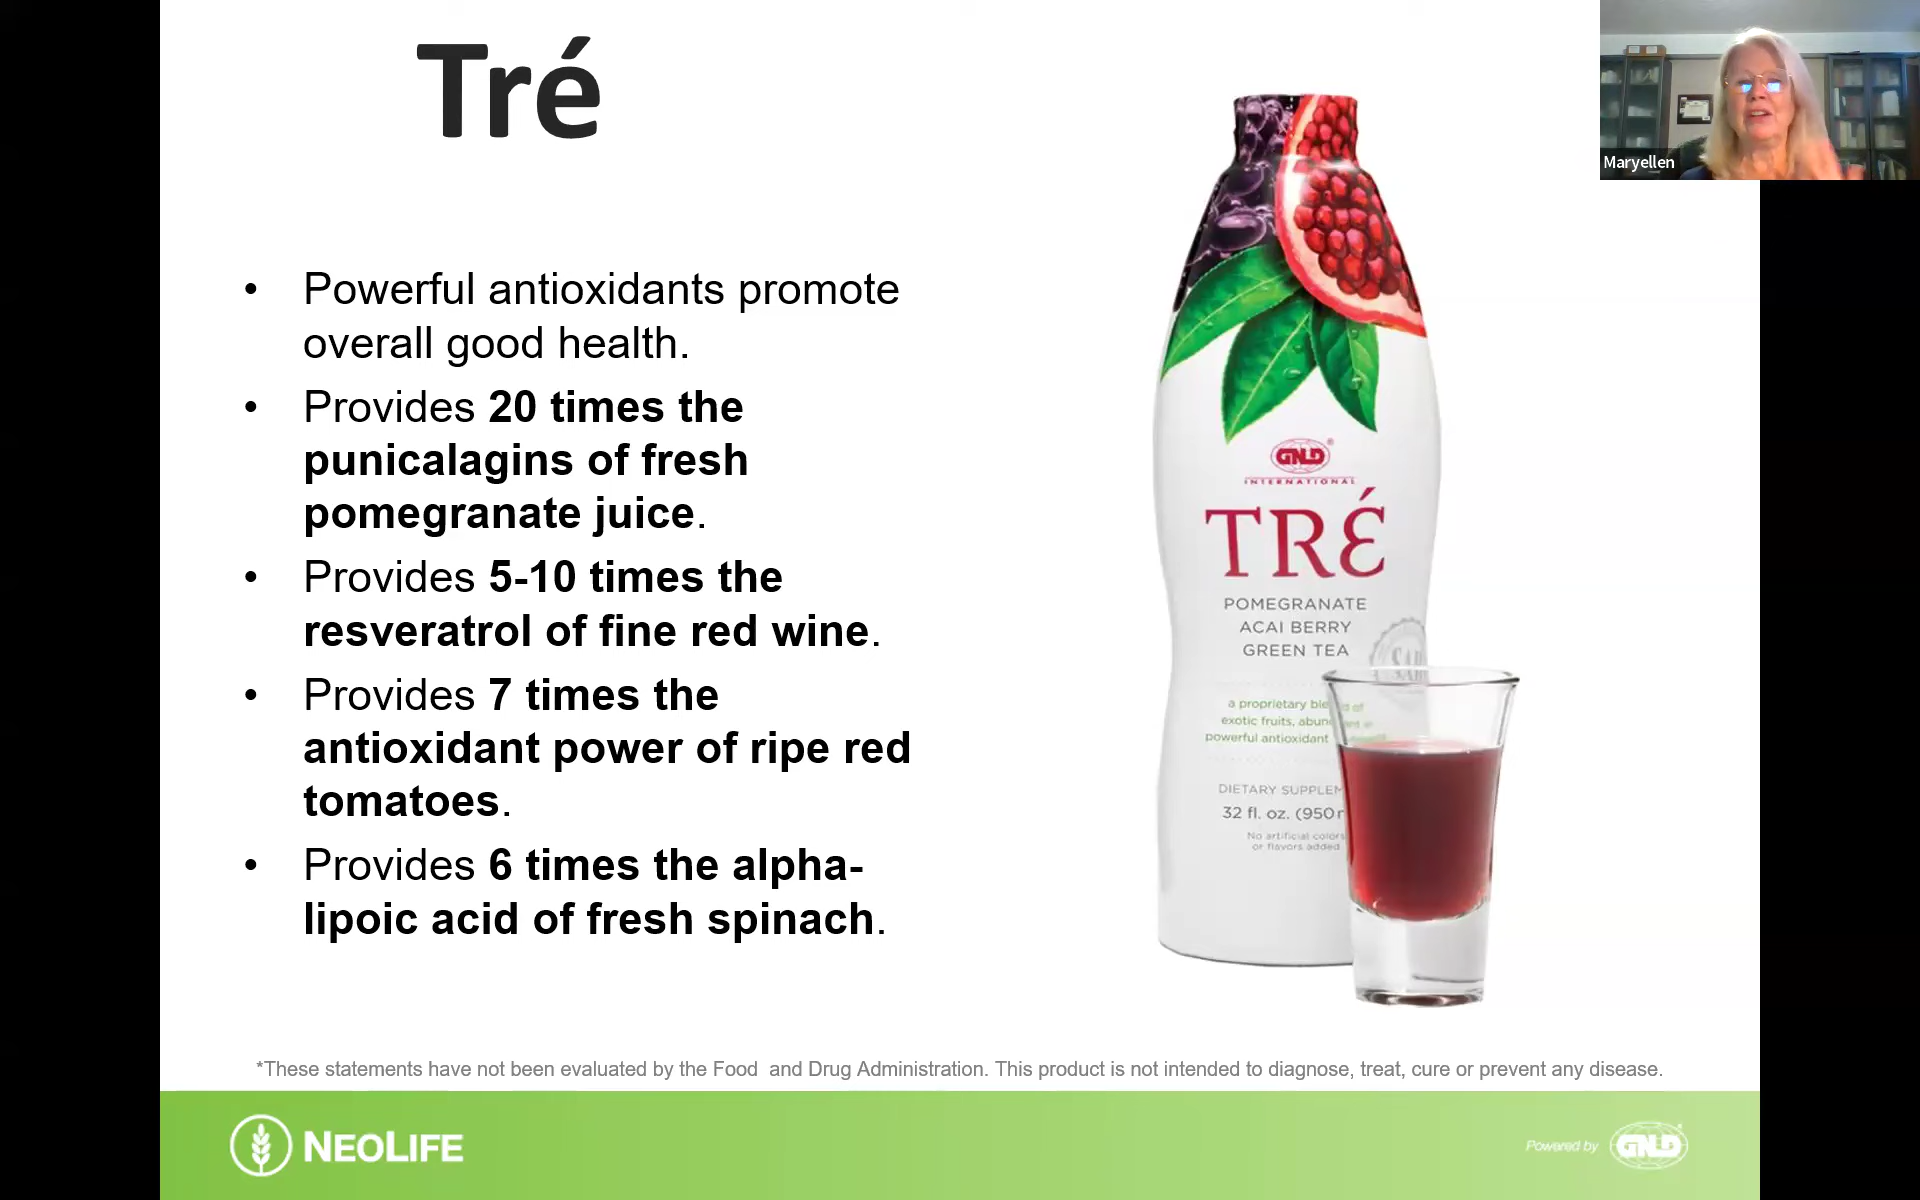 Tré
Maryellen
• Powerful antioxidants promote
overall good health.
• Provides 20 times the
punicalagins of fresh
pomegranate juice.
• Provides 5-10 times the
resveratrol of fine red wine.
• Provides 7 times the
antioxidant power of ripe red
tomatoes.
• Provides 6 times the alpha-
lipoic acid of fresh spinach.
GNLD®
INTERNATIONAL
TRÉ
POMEGRANATE
ACAI BERRY
GREEN TEA
a proprietary of
exotic fruits,
powerful antioxidant
DIETARY
32 fl. oz.
No artificial colors
or flavors added
*These statements have not been evaluated by the Food and Drug Administration. This product is not intended to diagnose, treat, cure or prevent any disease.
NEOLIFE
Powered by GNLD